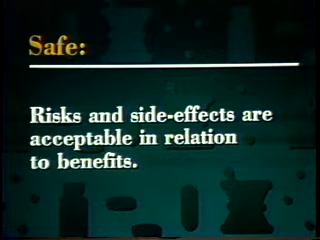 Safe:
Risks and side-effects are
acceptable in relation
to benefits.